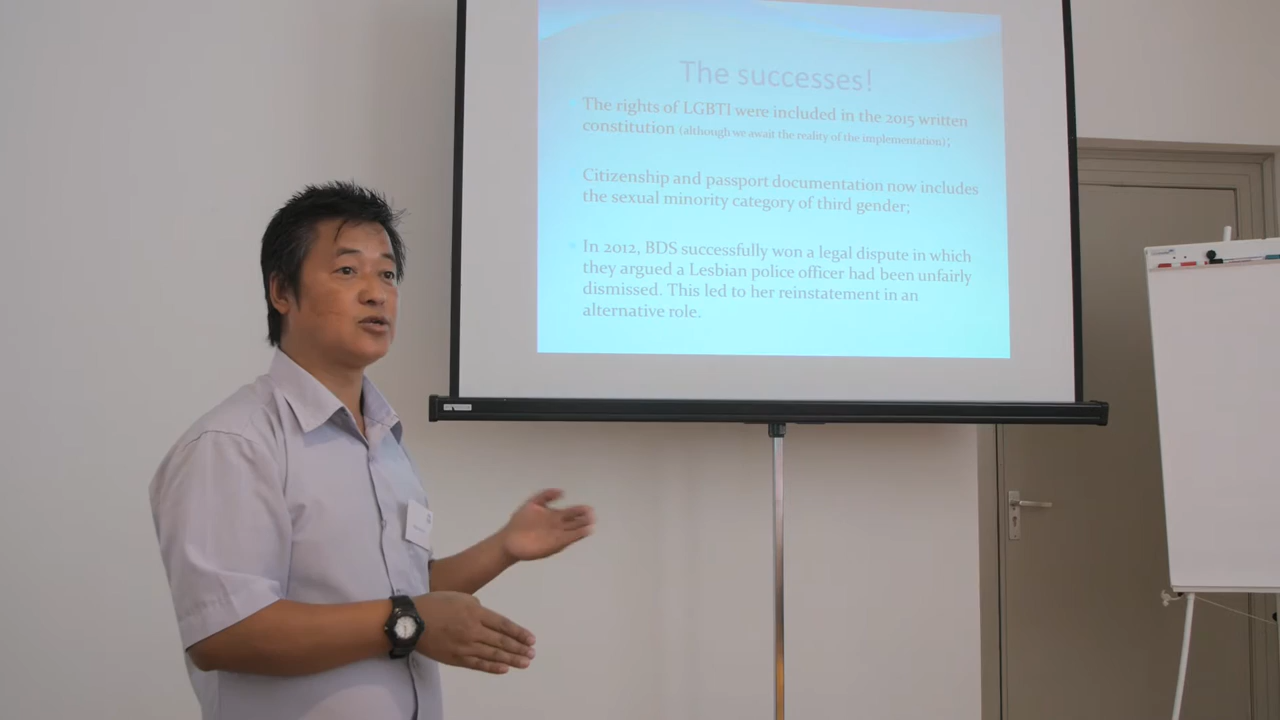 The successes!
The rights of LGBTI were included in the 2015 written
constitution (although we await the reality of the implementation);
Citizenship and passport documentation now includes
the sexual minority category of third gender;
In 2012, BDS successfully won a legal dispute in which
they argued a Lesbian police officer had been unfairly
dismissed. This led to her reinstatement in an
alternative role.